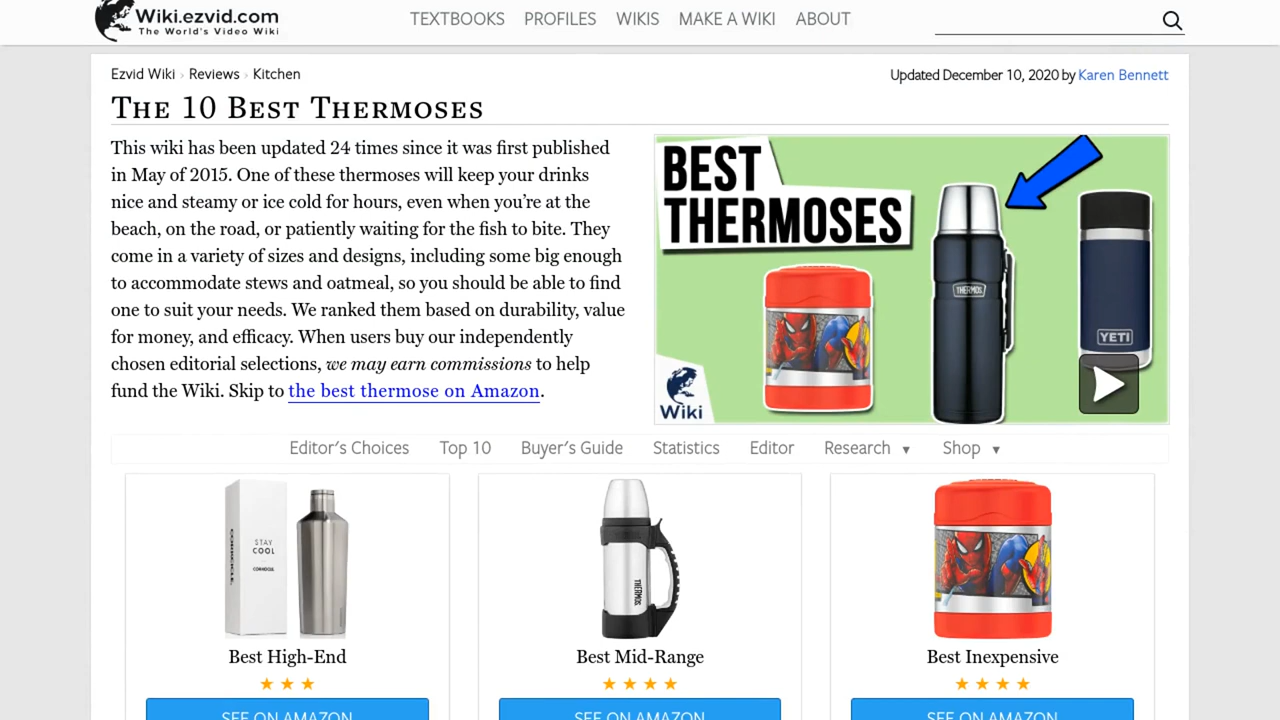 Wiki.ezvid.com
The World's Video Wiki
TEXTBOOKS PROFILES WIKIS MAKE A WIKI ABOUT
Ezvid Wiki › Reviews › Kitchen
Updated December 10, 2020 by Karen Bennett
The 10 Best Thermoses
This wiki has been updated 24 times since it was first published
in May of 2015. One of these thermoses will keep your drinks
nice and steamy or ice cold for hours, even when you're at the
beach, on the road, or patiently waiting for the fish to bite. They
come in a variety of sizes and designs, including some big enough
to accommodate stews and oatmeal, so you should be able to find
one to suit your needs. We ranked them based on durability, value
for money, and efficacy. When users buy our independently
chosen editorial selections, we may earn commissions to help
fund the Wiki. Skip to the best thermose on Amazon.
BEST
THERMOSES
THERMOS
YETI
Wiki
Editor's Choices Top 10 Buyer's Guide Statistics Editor Research ▼ Shop ▼
STAY
COOL
CORKCICLE.
CORKCICLE.
THERMOS
Best High-End Best Mid-Range Best Inexpensive
SEE ON AMAZON SEE ON AMAZON SEE ON AMAZON